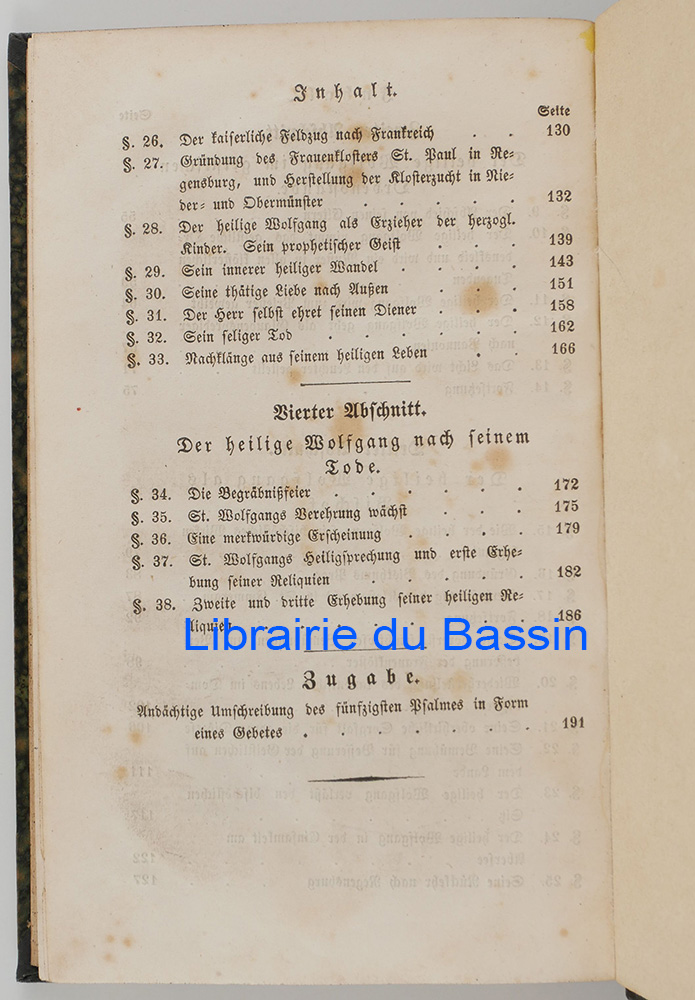 Inhalt.
Seite
§. 26. Der kaiserliche Feldzug nach Frankreich . . 130
§. 27. Gründung des Frauenklosters St. Paul in Re=
gensburg, und Herstellung der Klosterzucht in Nie=
der= und Obermünster . . . . . 132
§. 28. Der heilige Wolfgang als Erzieher der herzogl.
Kinder. Sein prophetischer Geist . . . 139
§. 29. Sein innerer heiliger Wandel . . . . 143
§. 30. Seine thätige Liebe nach Außen . . . 151
§. 31. Der Herr selbst ehret seinen Diener . . . 158
§. 32. Sein seliger Tod . . . . . . 162
§. 33. Nachklänge aus seinem heiligen Leben . . 166
Vierter Abschnitt.
Der heilige Wolfgang nach seinem
Tode.
§. 34. Die Begräbnißfeier . . . . . . 172
§. 35. St. Wolfgangs Verehrung wächst . . . 175
§. 36. Eine merkwürdige Erscheinung . . . . 179
§. 37. St. Wolfgangs Heiligsprechung und erste Erhe=
bung seiner Reliquien . . . . . 182
§. 38. Zweite und dritte Erhebung seiner heiligen Re=
liquien . . . . . . . 186
Librairie du Bassin
Zugabe.
Andächtige Umschreibung des fünfzigsten Psalmes in Form
eines Gebetes . . . . . . . 191